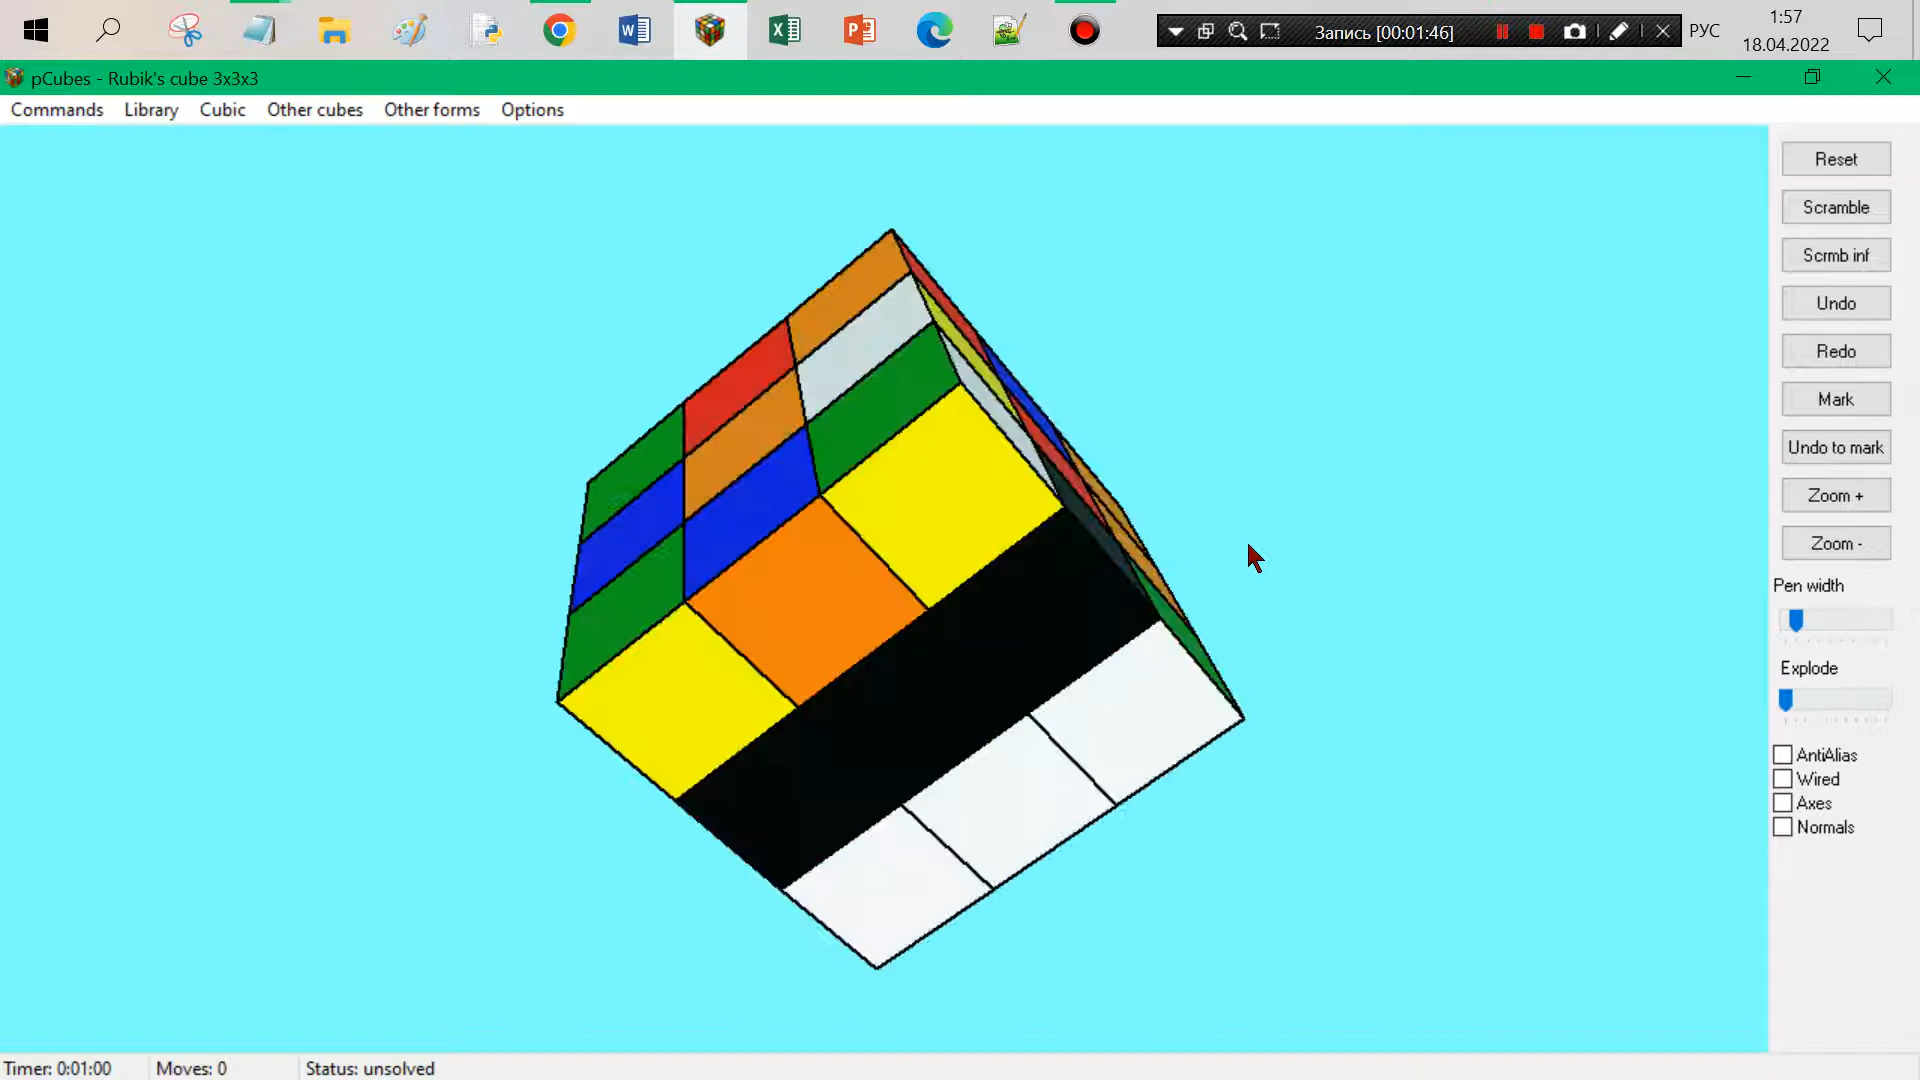 Запись [00:01:46]
РУС
1:57
18.04.2022
pCubes - Rubik's cube 3x3x3
Commands Library Cubic Other cubes Other forms Options
Reset
Scramble
Scrmb inf
Undo
Redo
Mark
Undo to mark
Zoom +
Zoom -
Pen width
Explode
AntiAlias
Wired
Axes
Normals
Timer: 0:01:00 Moves: 0 Status: unsolved